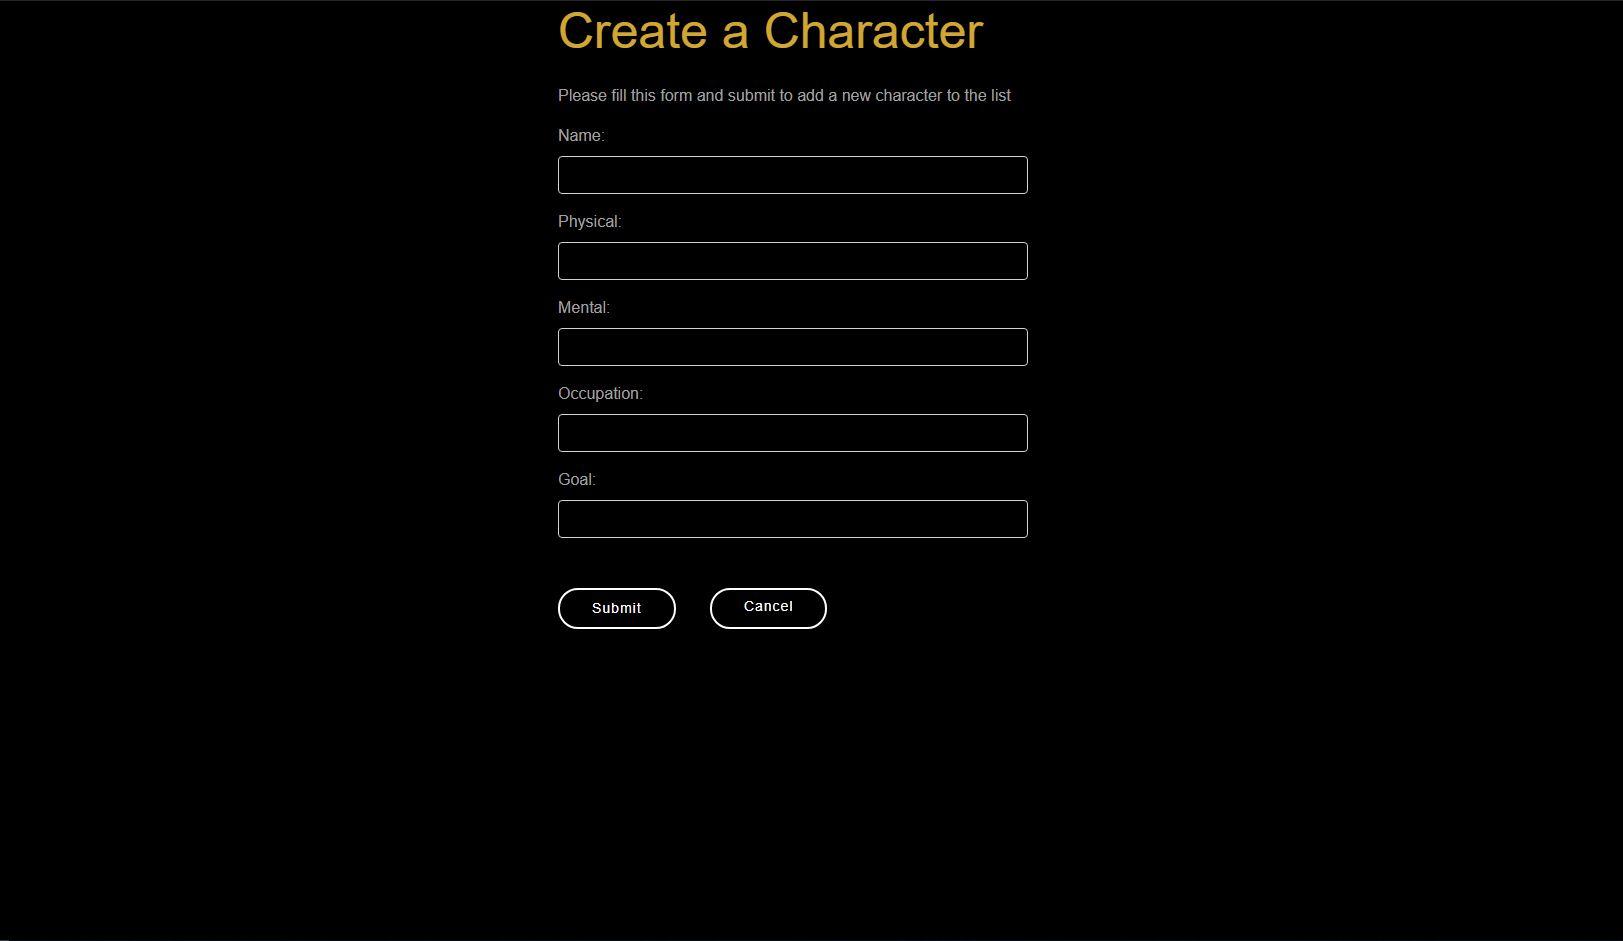 Create a Character
Please fill this form and submit to add a new character to the list
Name:
Physical:
Mental:
Occupation:
Goal:
Submit Cancel